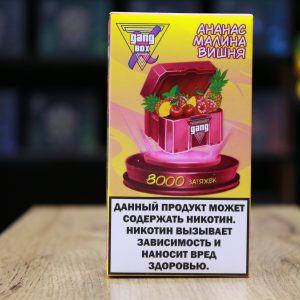 gang
BOX
АНАНАС
МАЛИНА
ВИШНЯ
gang
8000 ЗАТЯЖЕК
ДАННЫЙ ПРОДУКТ МОЖЕТ
СОДЕРЖАТЬ НИКОТИН.
НИКОТИН ВЫЗЫВАЕТ
ЗАВИСИМОСТЬ И
НАНОСИТ ВРЕД
ЗДОРОВЬЮ.